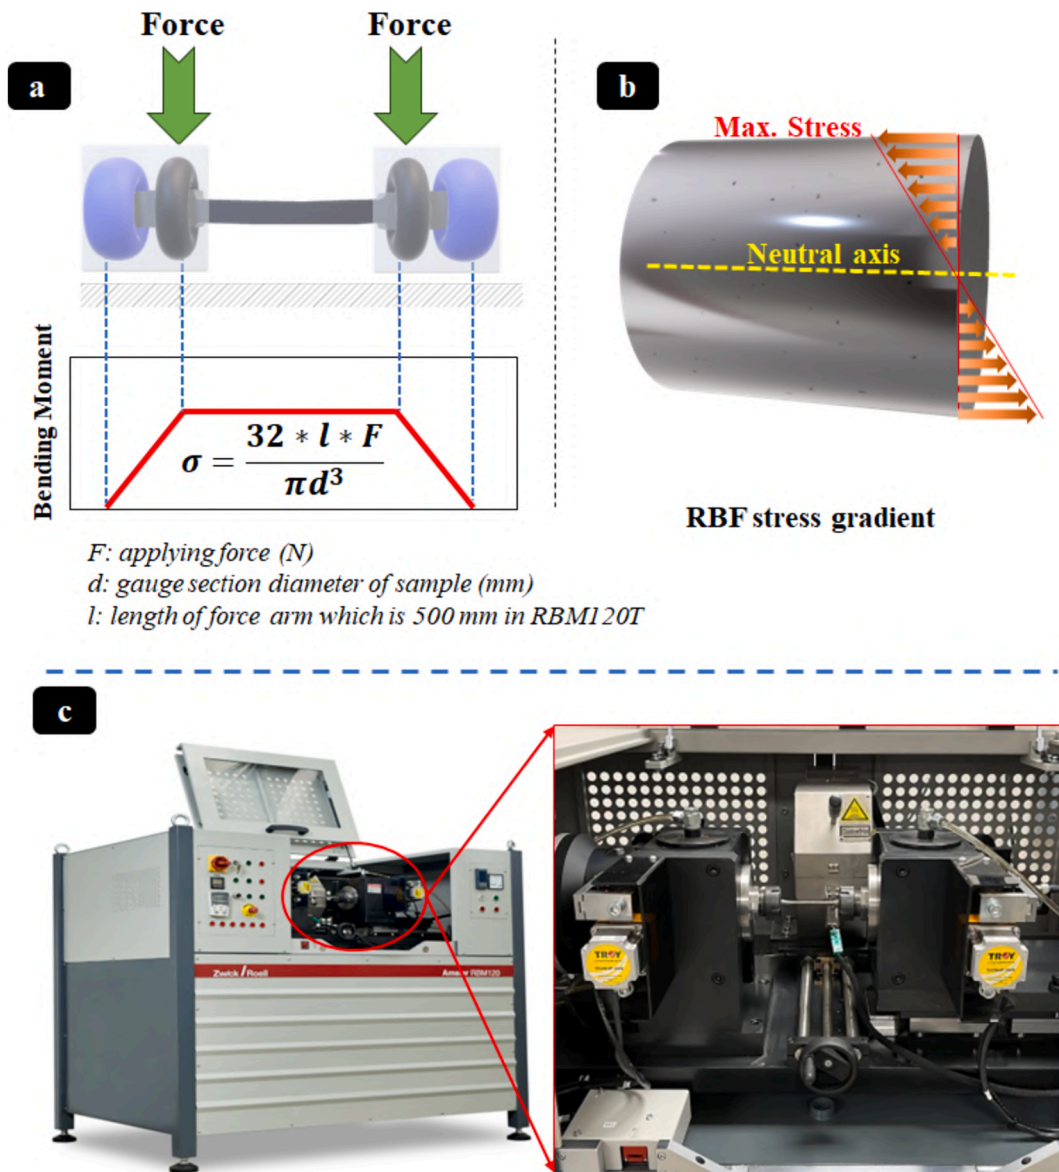 Force
Force
a
Bending Moment
σ = 32 * l * F / πd³
F: applying force (N)
d: gauge section diameter of sample (mm)
l: length of force arm which is 500 mm in RBM120T
b
Max. Stress
Neutral axis
RBF stress gradient
c
Zwick / Roell
Amsler RBM120
TROY
TROY